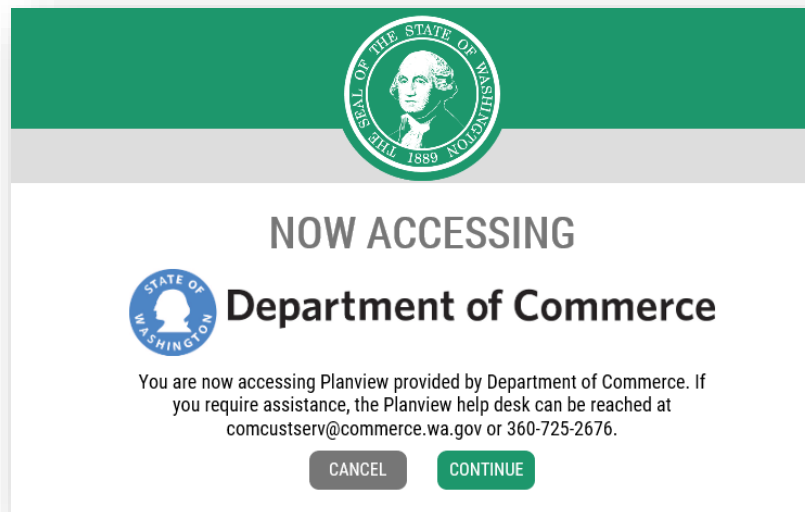 THE SEAL OF THE STATE OF WASHINGTON
1889
NOW ACCESSING
STATE OF
WASHINGTON
Department of Commerce
You are now accessing Planview provided by Department of Commerce. If
you require assistance, the Planview help desk can be reached at
comcustserv@commerce.wa.gov or 360-725-2676.
CANCEL
CONTINUE